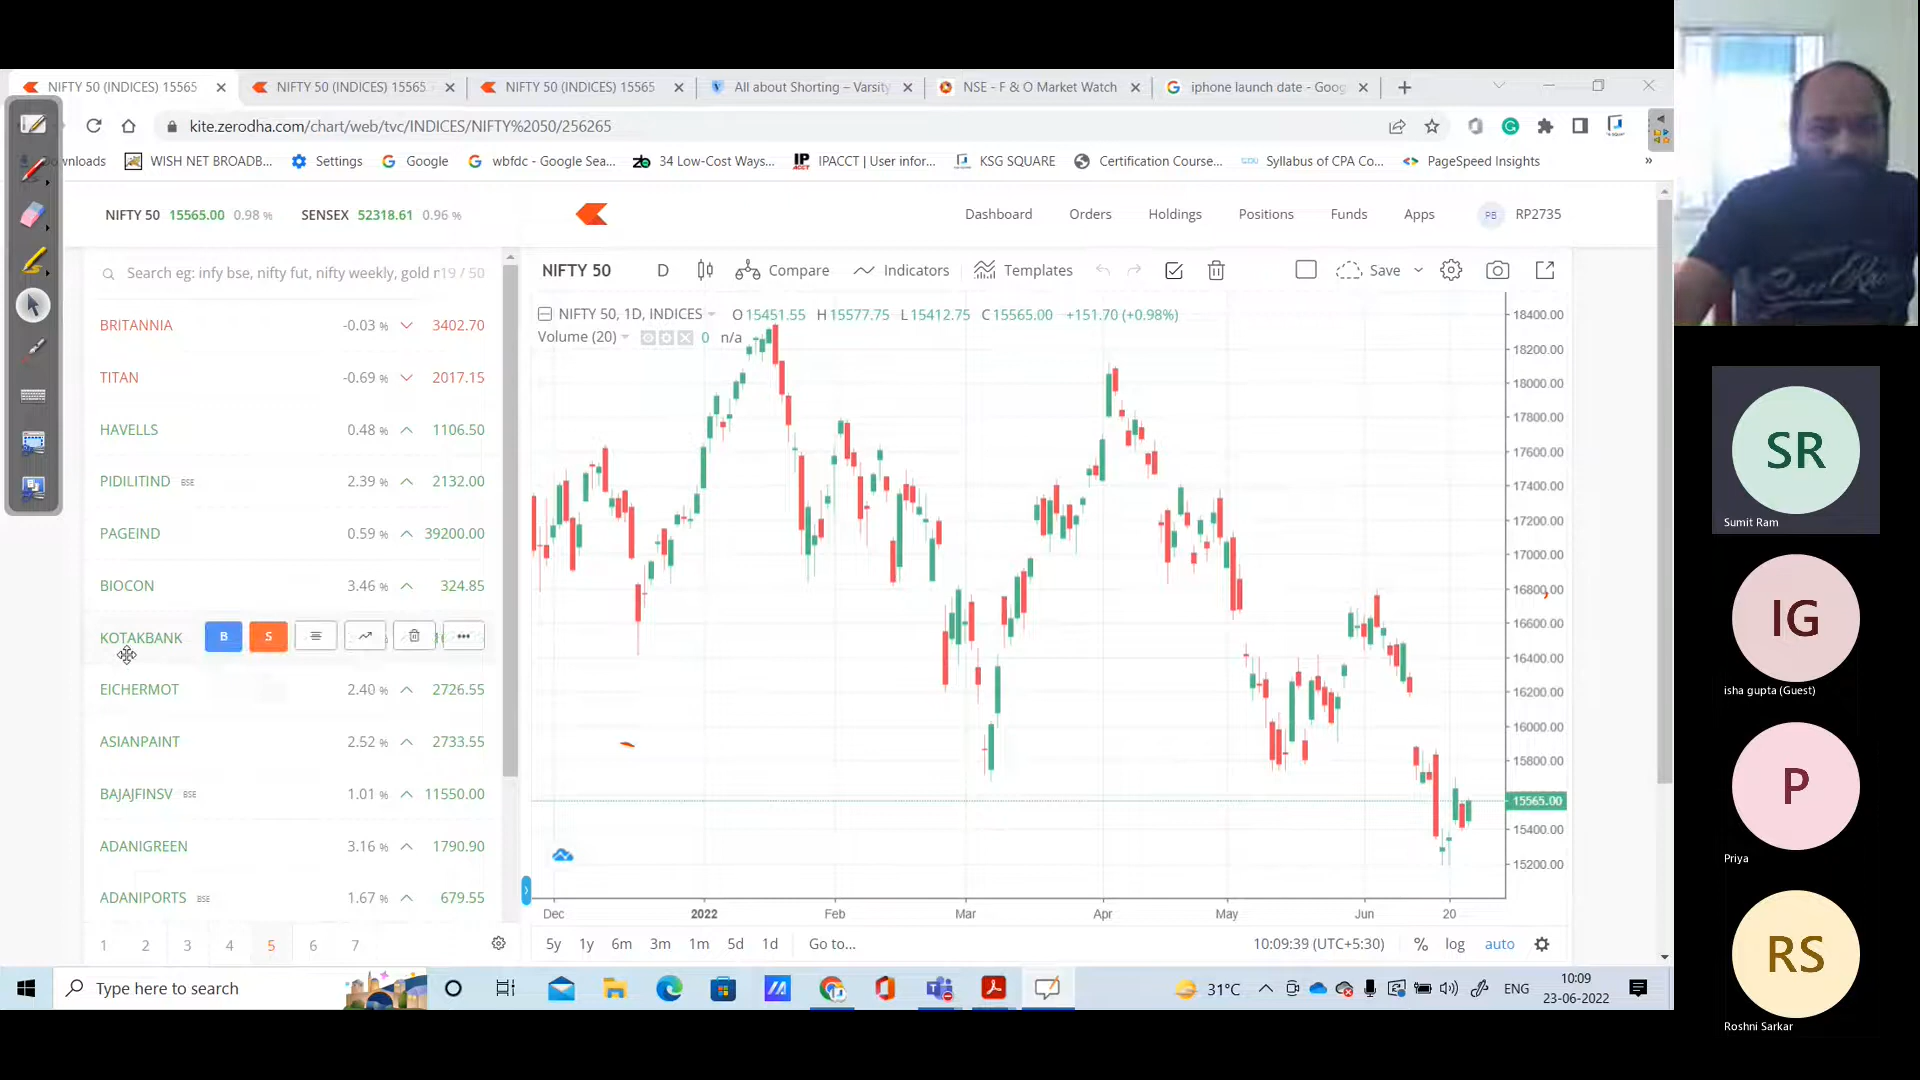 NIFTY 50 (INDICES) 15565
NIFTY 50 (INDICES) 15565
NIFTY 50 (INDICES) 15565
All about Shorting – Varsity
NSE - F & O Market Watch
iphone launch date - Goog
kite.zerodha.com/chart/web/tvc/INDICES/NIFTY%2050/256265
ownloads WISH NET BROADB... Settings Google wbfdc - Google Sea... 34 Low-Cost Ways... IPACCT | User infor... KSG SQUARE Certification Course... Syllabus of CPA Co... PageSpeed Insights »
NIFTY 50 15565.00 0.98 % SENSEX 52318.61 0.96 %
Dashboard Orders Holdings Positions Funds Apps PB RP2735
Search eg: infy bse, nifty fut, nifty weekly, gold 19 / 50
BRITANNIA -0.03 % 3402.70
TITAN -0.69 % 2017.15
HAVELLS 0.48 % 1106.50
PIDILITIND BSE 2.39 % 2132.00
PAGEIND 0.59 % 39200.00
BIOCON 3.46 % 324.85
KOTAKBANK B S
EICHERMOT 2.40 % 2726.55
ASIANPAINT 2.52 % 2733.55
BAJAJFINSV BSE 1.01 % 11550.00
ADANIGREEN 3.16 % 1790.90
ADANIPORTS BSE 1.67 % 679.55
1 2 3 4 5 6 7
NIFTY 50 D Compare Indicators Templates Save
NIFTY 50, 1D, INDICES O15451.55 H15577.75 L15412.75 C15565.00 +151.70 (+0.98%)
Volume (20) 0 n/a
18400.00
18200.00
18000.00
17800.00
17600.00
17400.00
17200.00
17000.00
16800.00
16600.00
16400.00
16200.00
16000.00
15800.00
15565.00
15400.00
15200.00
Dec 2022 Feb Mar Apr May Jun 20
5y 1y 6m 3m 1m 5d 1d Go to... 10:09:39 (UTC+5:30) % log auto
Type here to search
31°C
ENG
10:09
23-06-2022
SR
Sumit Ram
IG
isha gupta (Guest)
P
Priya
RS
Roshni Sarkar